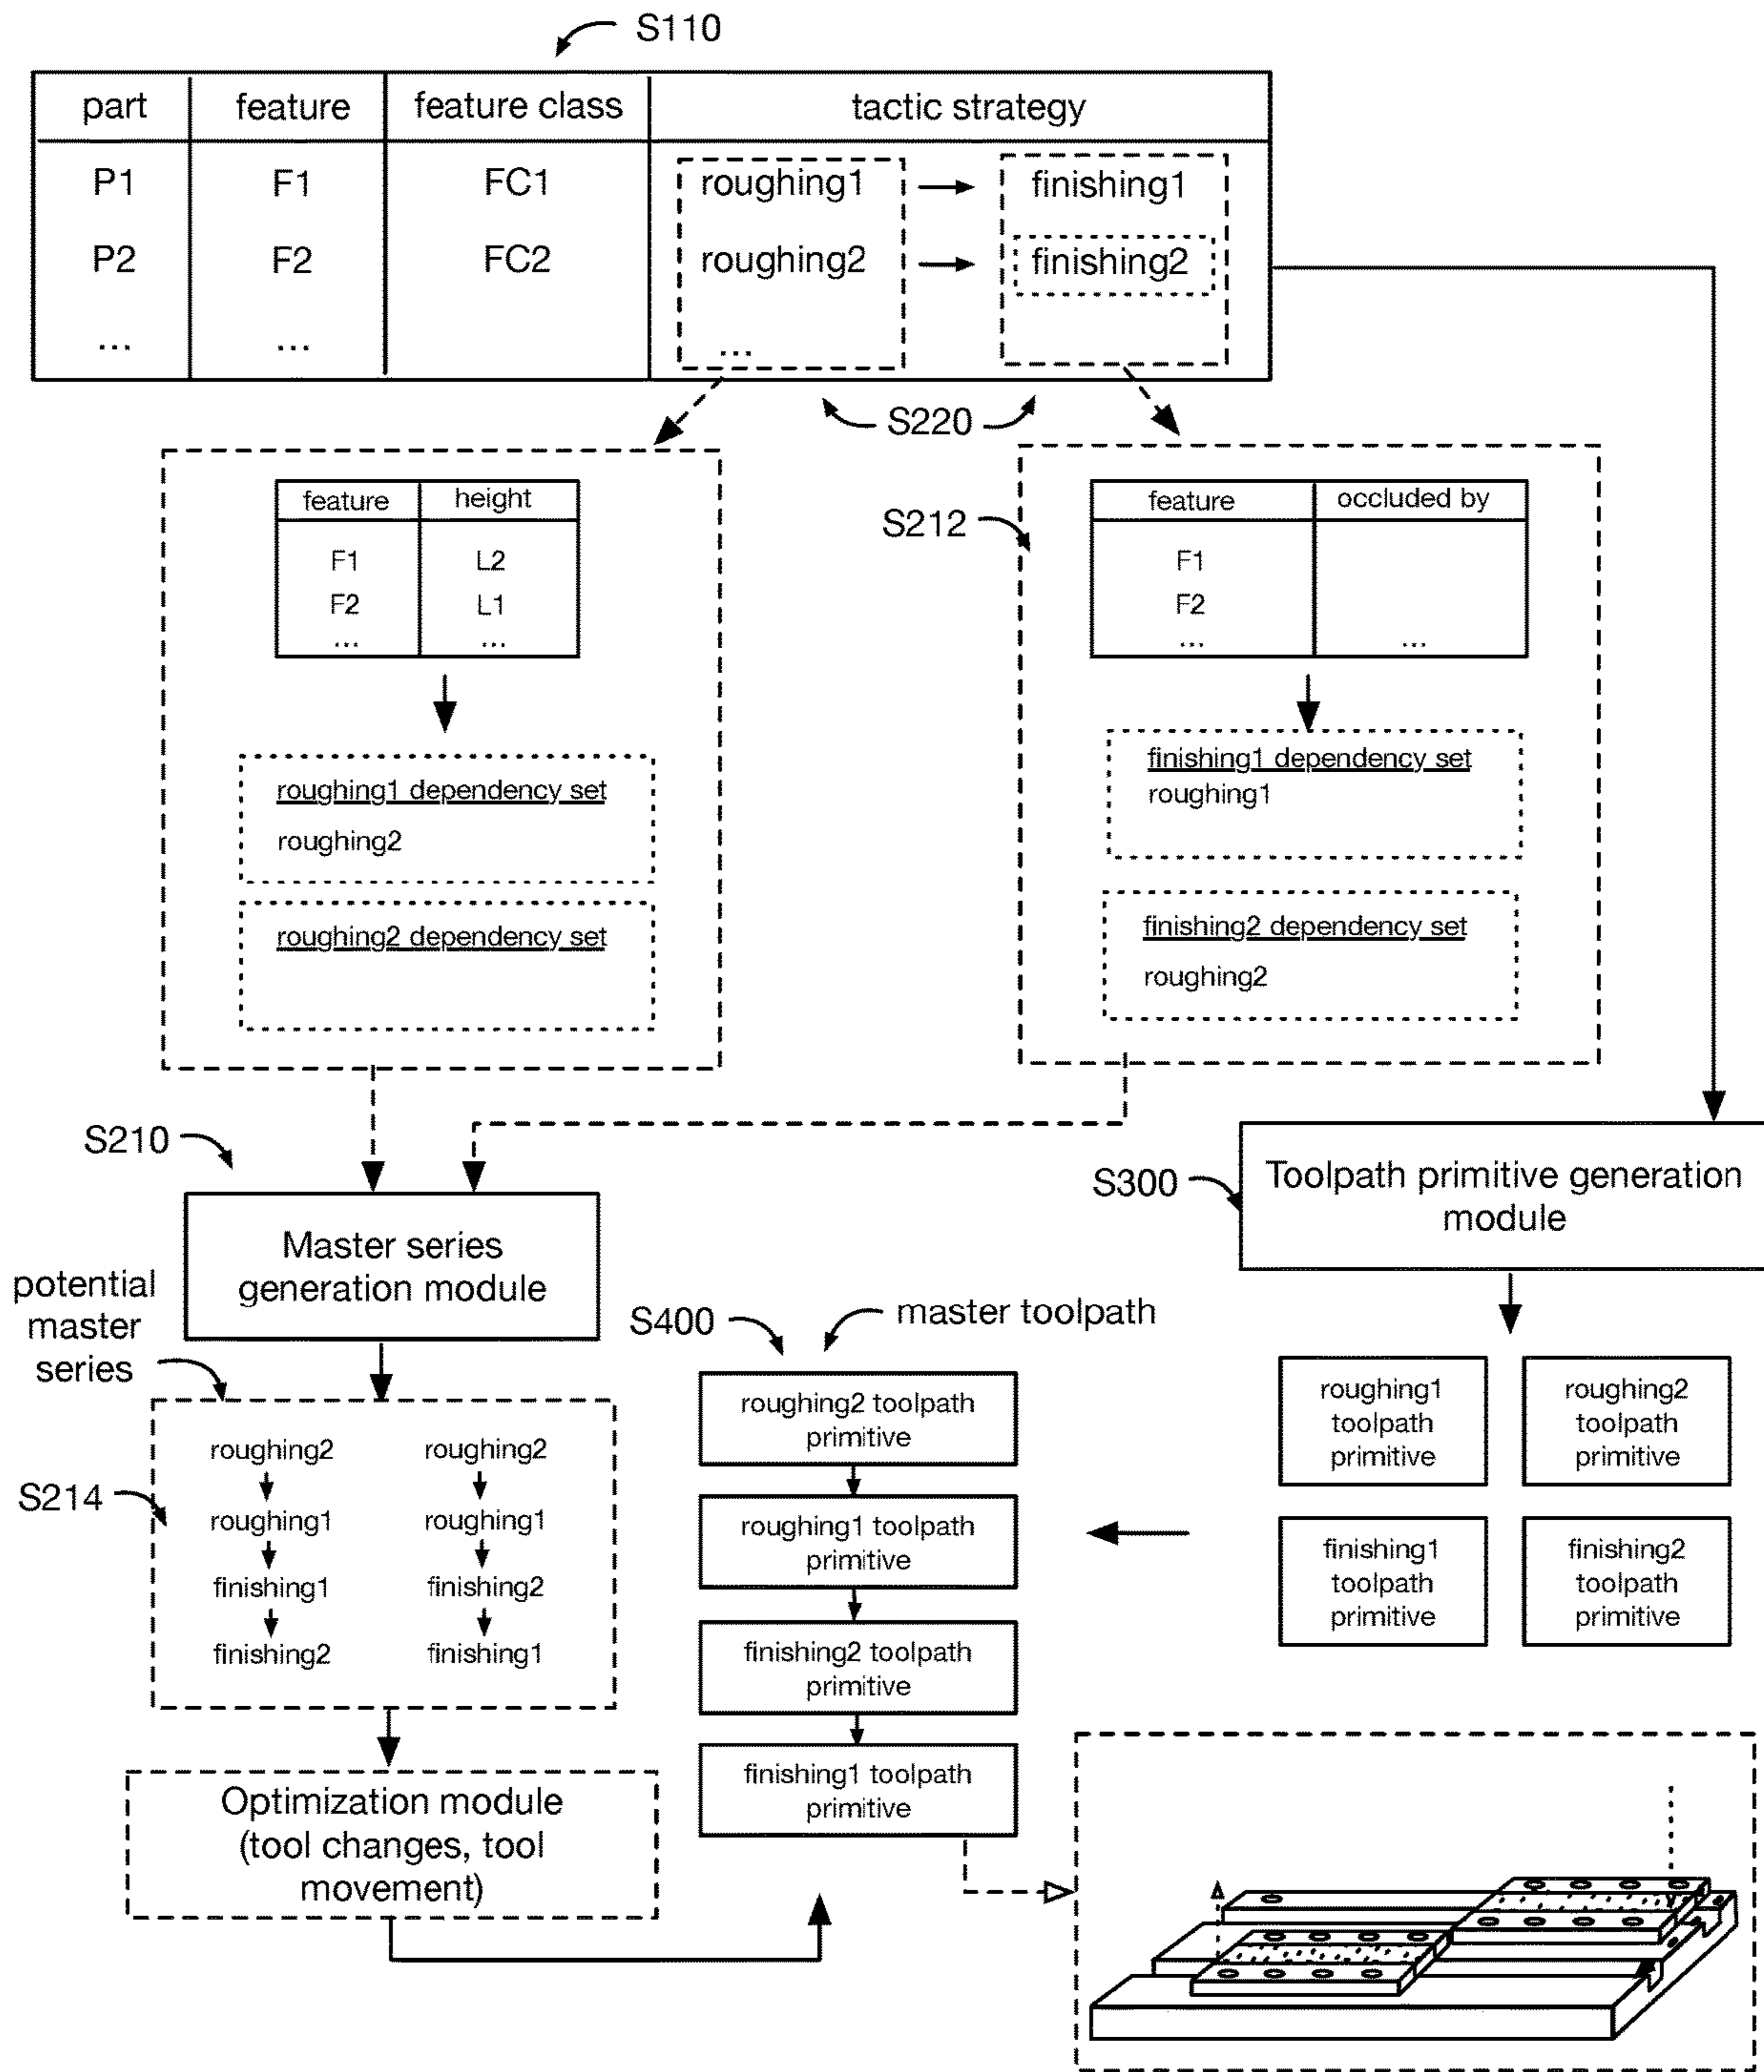 S110
part feature feature class tactic strategy
P1 F1 FC1 roughing1 finishing1
P2 F2 FC2 roughing2 finishing2
... ... ...
S220
feature height
F1 L2
F2 L1
... ...
roughing1 dependency set
roughing2
roughing2 dependency set
S212
feature occluded by
F1
F2
... ...
finishing1 dependency set
roughing1
finishing2 dependency set
roughing2
S210
Master series
generation module
S300
Toolpath primitive generation
module
potential
master
series
S214
roughing2
roughing1
finishing1
finishing2
roughing2
roughing1
finishing2
finishing1
Optimization module
(tool changes, tool
movement)
S400
master toolpath
roughing2 toolpath
primitive
roughing1 toolpath
primitive
finishing2 toolpath
primitive
finishing1 toolpath
primitive
roughing1
toolpath
primitive
roughing2
toolpath
primitive
finishing1
toolpath
primitive
finishing2
toolpath
primitive